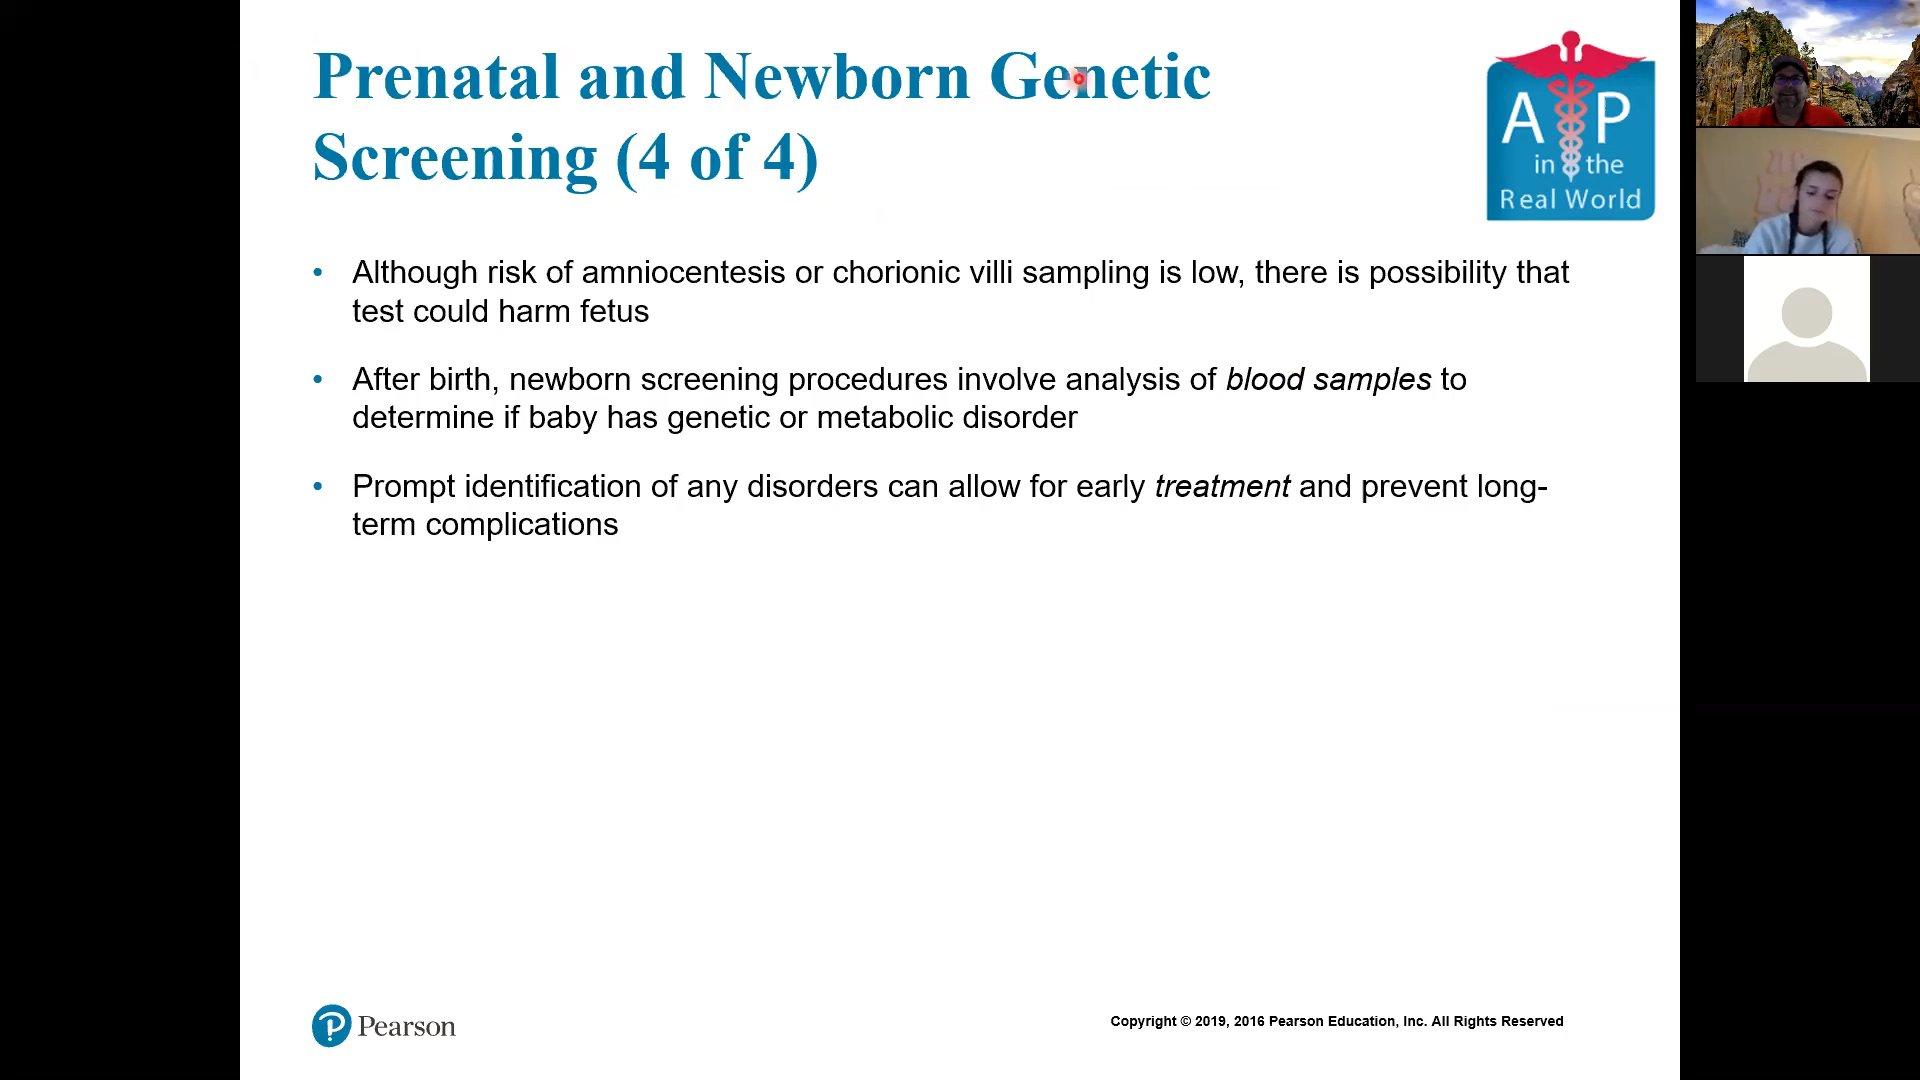 Prenatal and Newborn Genetic
Screening (4 of 4)
A P
in the
Real World
• Although risk of amniocentesis or chorionic villi sampling is low, there is possibility that
test could harm fetus
• After birth, newborn screening procedures involve analysis of blood samples to
determine if baby has genetic or metabolic disorder
• Prompt identification of any disorders can allow for early treatment and prevent long-
term complications
Pearson
Copyright © 2019, 2016 Pearson Education, Inc. All Rights Reserved